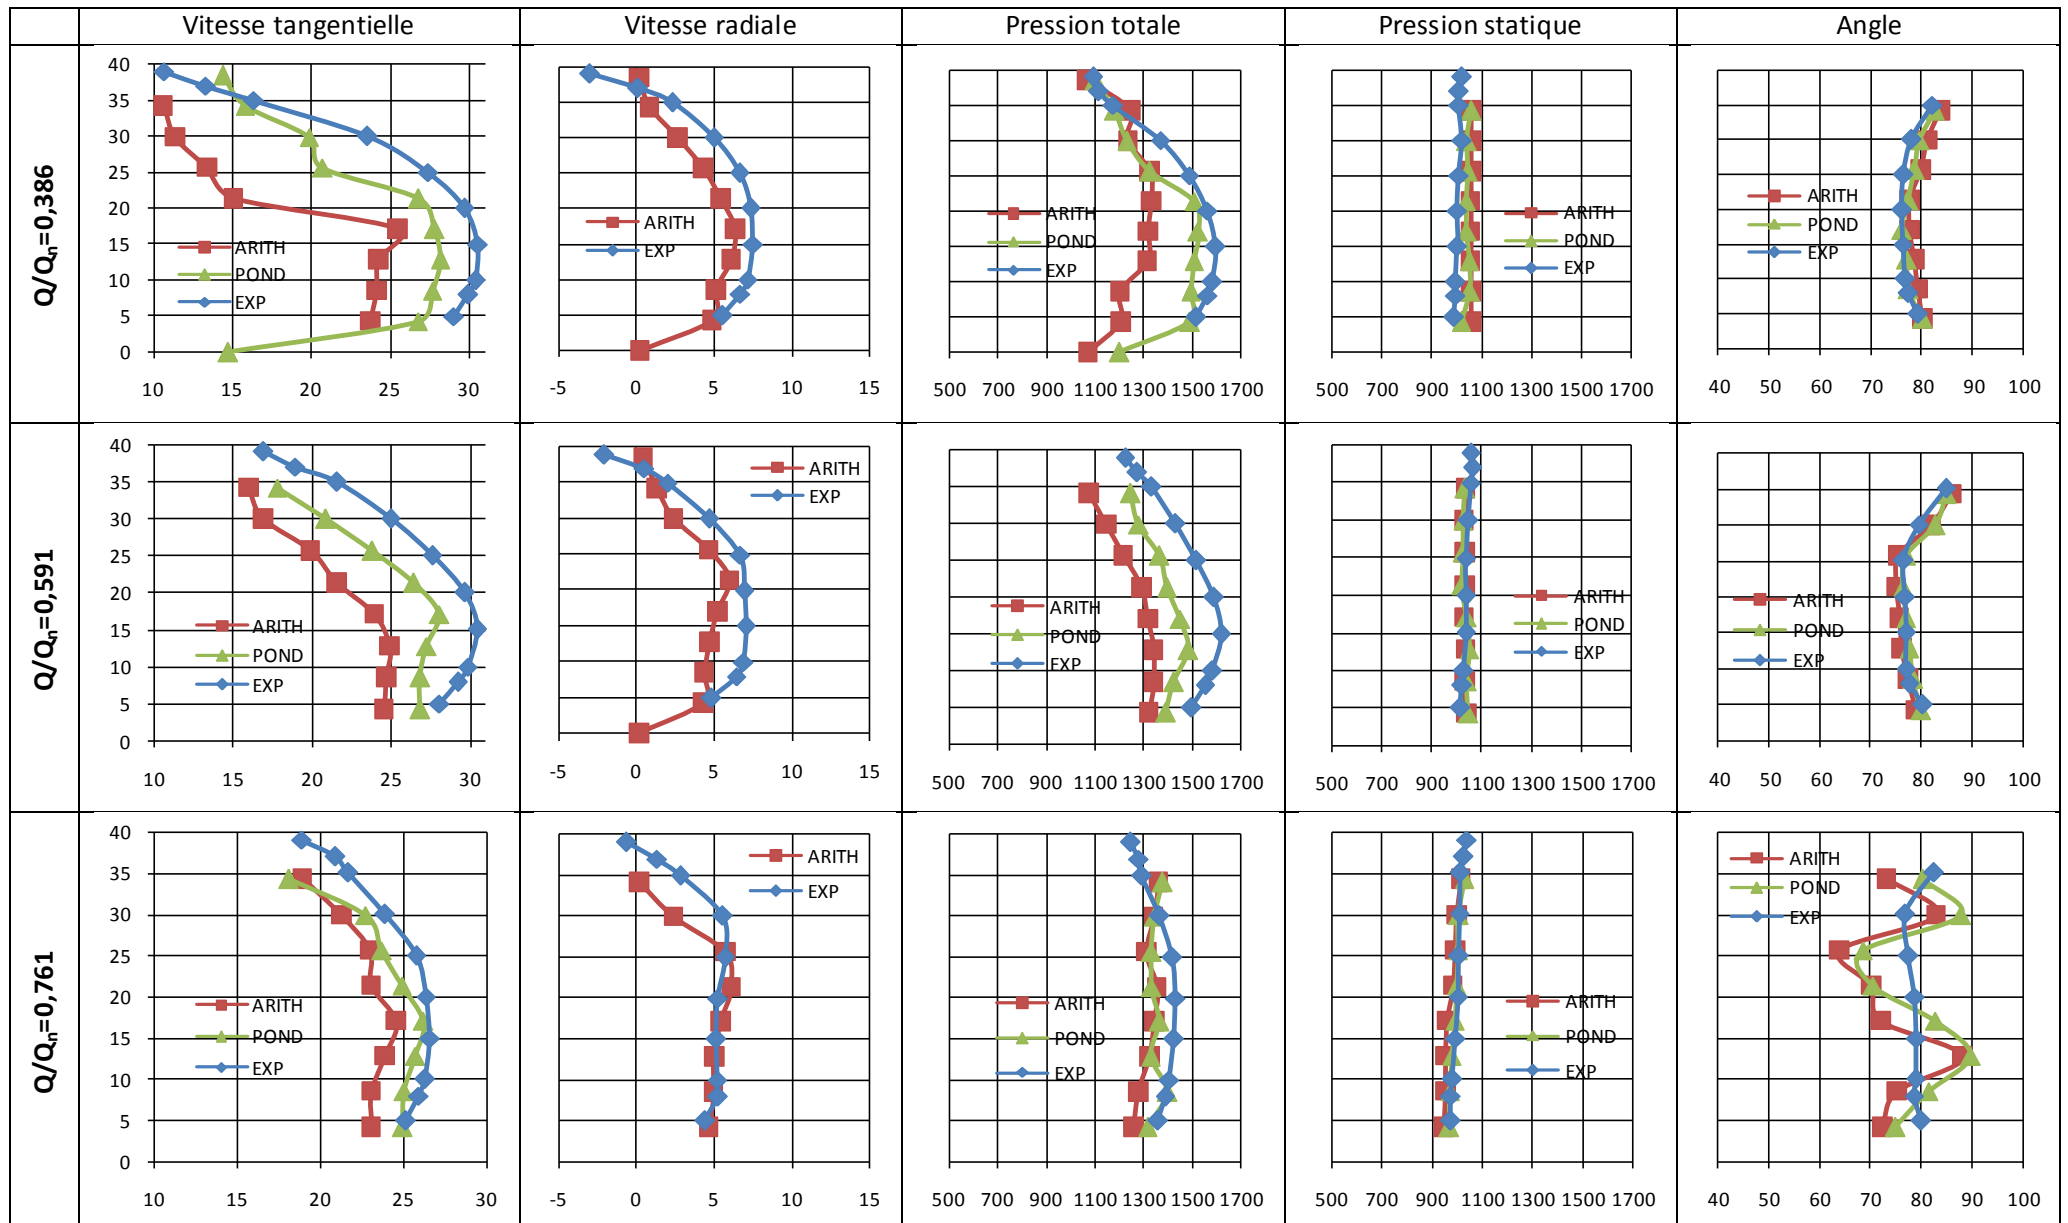 Vitesse tangentielle Vitesse radiale Pression totale Pression statique Angle
Q/Qn=0,386
40
35
30
25
20
15
10
5
0
10 15 20 25 30
ARITH
POND
EXP
-5 0 5 10 15
ARITH
EXP
500 700 900 1100 1300 1500 1700
ARITH
POND
EXP
500 700 900 1100 1300 1500 1700
ARITH
POND
EXP
40 50 60 70 80 90 100
ARITH
POND
EXP
Q/Qn=0,591
40
35
30
25
20
15
10
5
0
10 15 20 25 30
ARITH
POND
EXP
-5 0 5 10 15
ARITH
EXP
500 700 900 1100 1300 1500 1700
ARITH
POND
EXP
500 700 900 1100 1300 1500 1700
ARITH
POND
EXP
40 50 60 70 80 90 100
ARITH
POND
EXP
Q/Qn=0,761
40
35
30
25
20
15
10
5
0
10 15 20 25 30
ARITH
POND
EXP
-5 0 5 10 15
ARITH
EXP
500 700 900 1100 1300 1500 1700
ARITH
POND
EXP
500 700 900 1100 1300 1500 1700
ARITH
POND
EXP
40 50 60 70 80 90 100
ARITH
POND
EXP